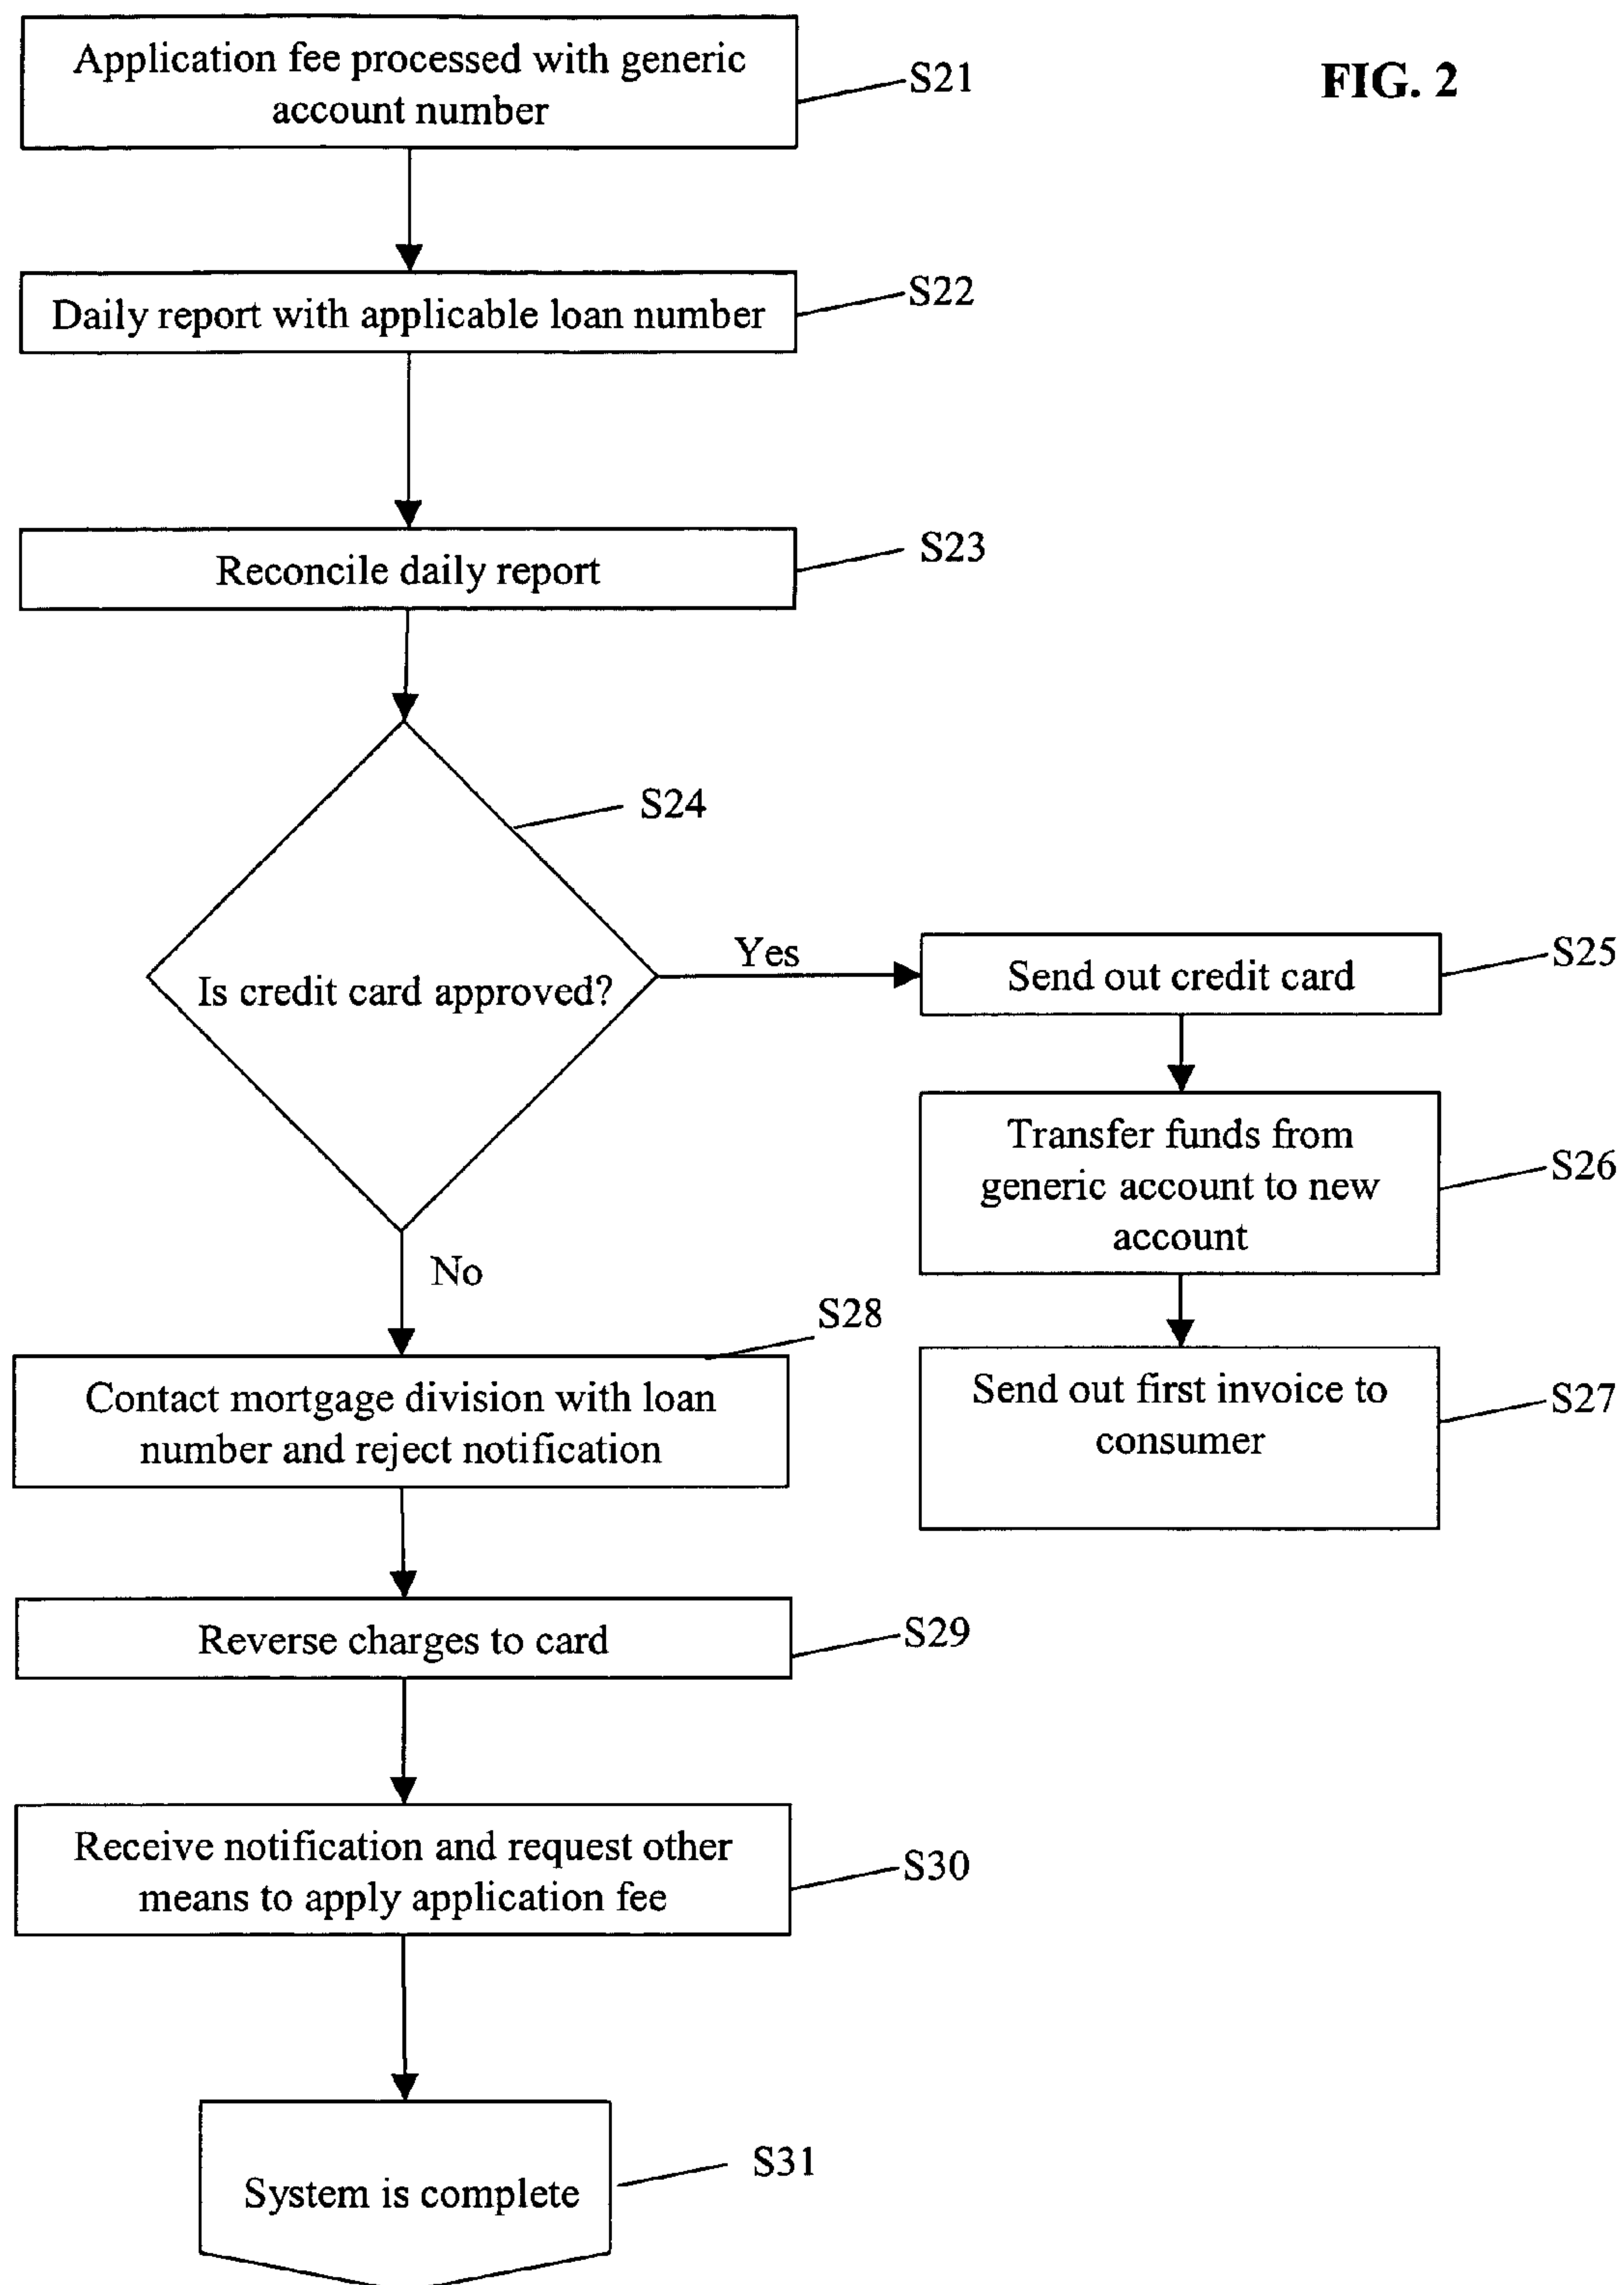 FIG. 2
Application fee processed with generic
account number
S21
Daily report with applicable loan number
S22
Reconcile daily report
S23
Is credit card approved?
S24
Yes
Send out credit card
S25
Transfer funds from
generic account to new
account
S26
Send out first invoice to
consumer
S27
No
Contact mortgage division with loan
number and reject notification
S28
Reverse charges to card
S29
Receive notification and request other
means to apply application fee
S30
System is complete
S31